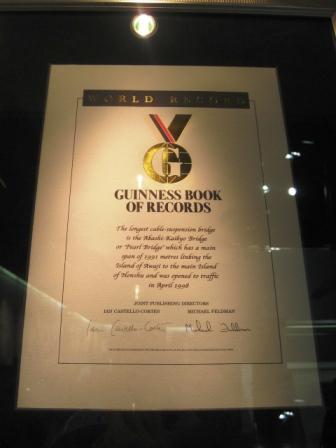 WORLD RECORD
G
GUINNESS BOOK
OF RECORDS
The longest cable-suspension bridge
is the Akashi-Kaikyo Bridge
or "Pearl Bridge" which has a main
span of 1991 metres linking the
Island of Awaji to the main Island
of Honshu and was opened to traffic
in April 1998
JOINT PUBLISHING DIRECTORS
IAN CASTELLO-CORTES MICHAEL FELDMAN